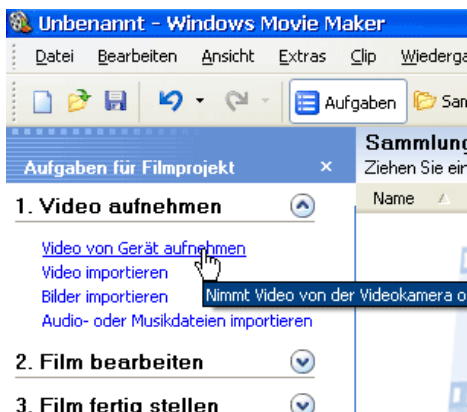 Unbenannt - Windows Movie Maker
Datei Bearbeiten Ansicht Extras Clip Wiederga
Aufgaben San
Aufgaben für Filmprojekt
Sammlung
Ziehen Sie ein
Name
1. Video aufnehmen
Video von Gerät aufnehmen
Video importieren
Bilder importieren
Nimmt Video von der Videokamera o
Audio- oder Musikdateien importieren
2. Film bearbeiten
3. Film fertig stellen